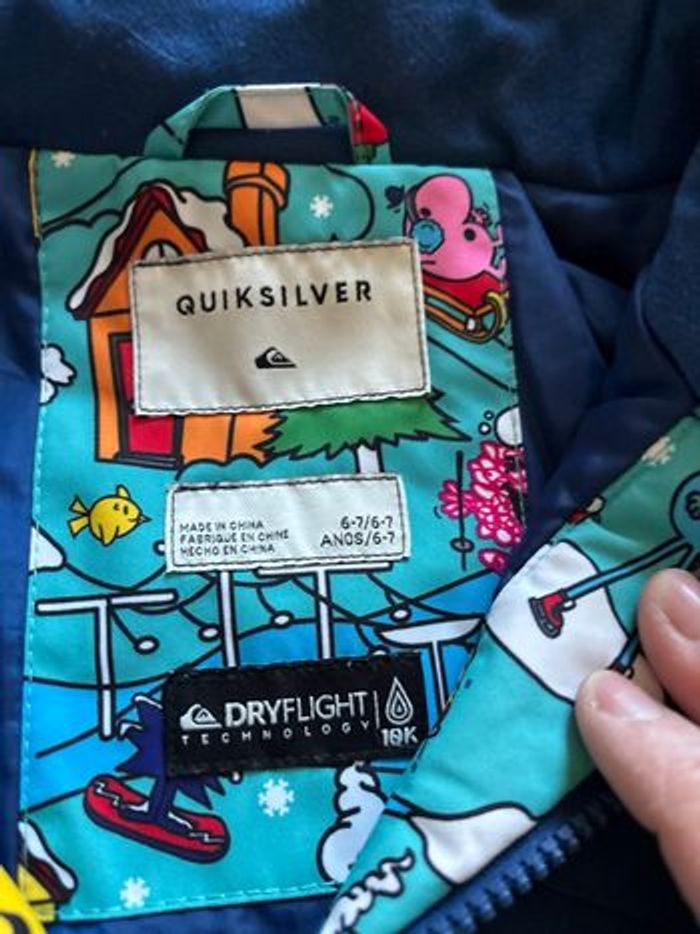 QUIKSILVER
MADE IN CHINA
FABRIQUÉ EN CHINE
HECHO EN CHINA
6-7/6-7
ANOS/6-7
DRYFLIGHT
TECHNOLOGY
10K